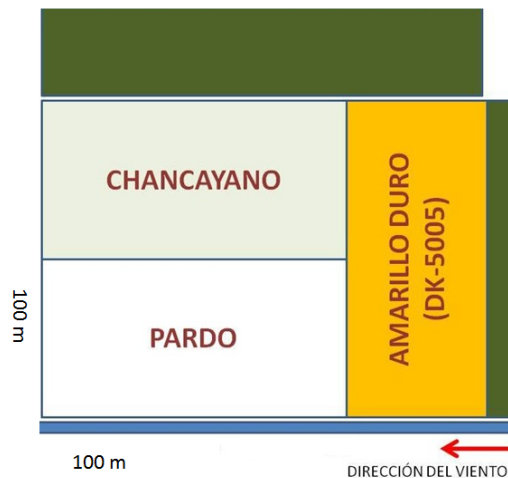 CHANCAYANO
AMARILLO DURO
(DK-5005)
PARDO
100 m
100 m
DIRECCIÓN DEL VIENTO